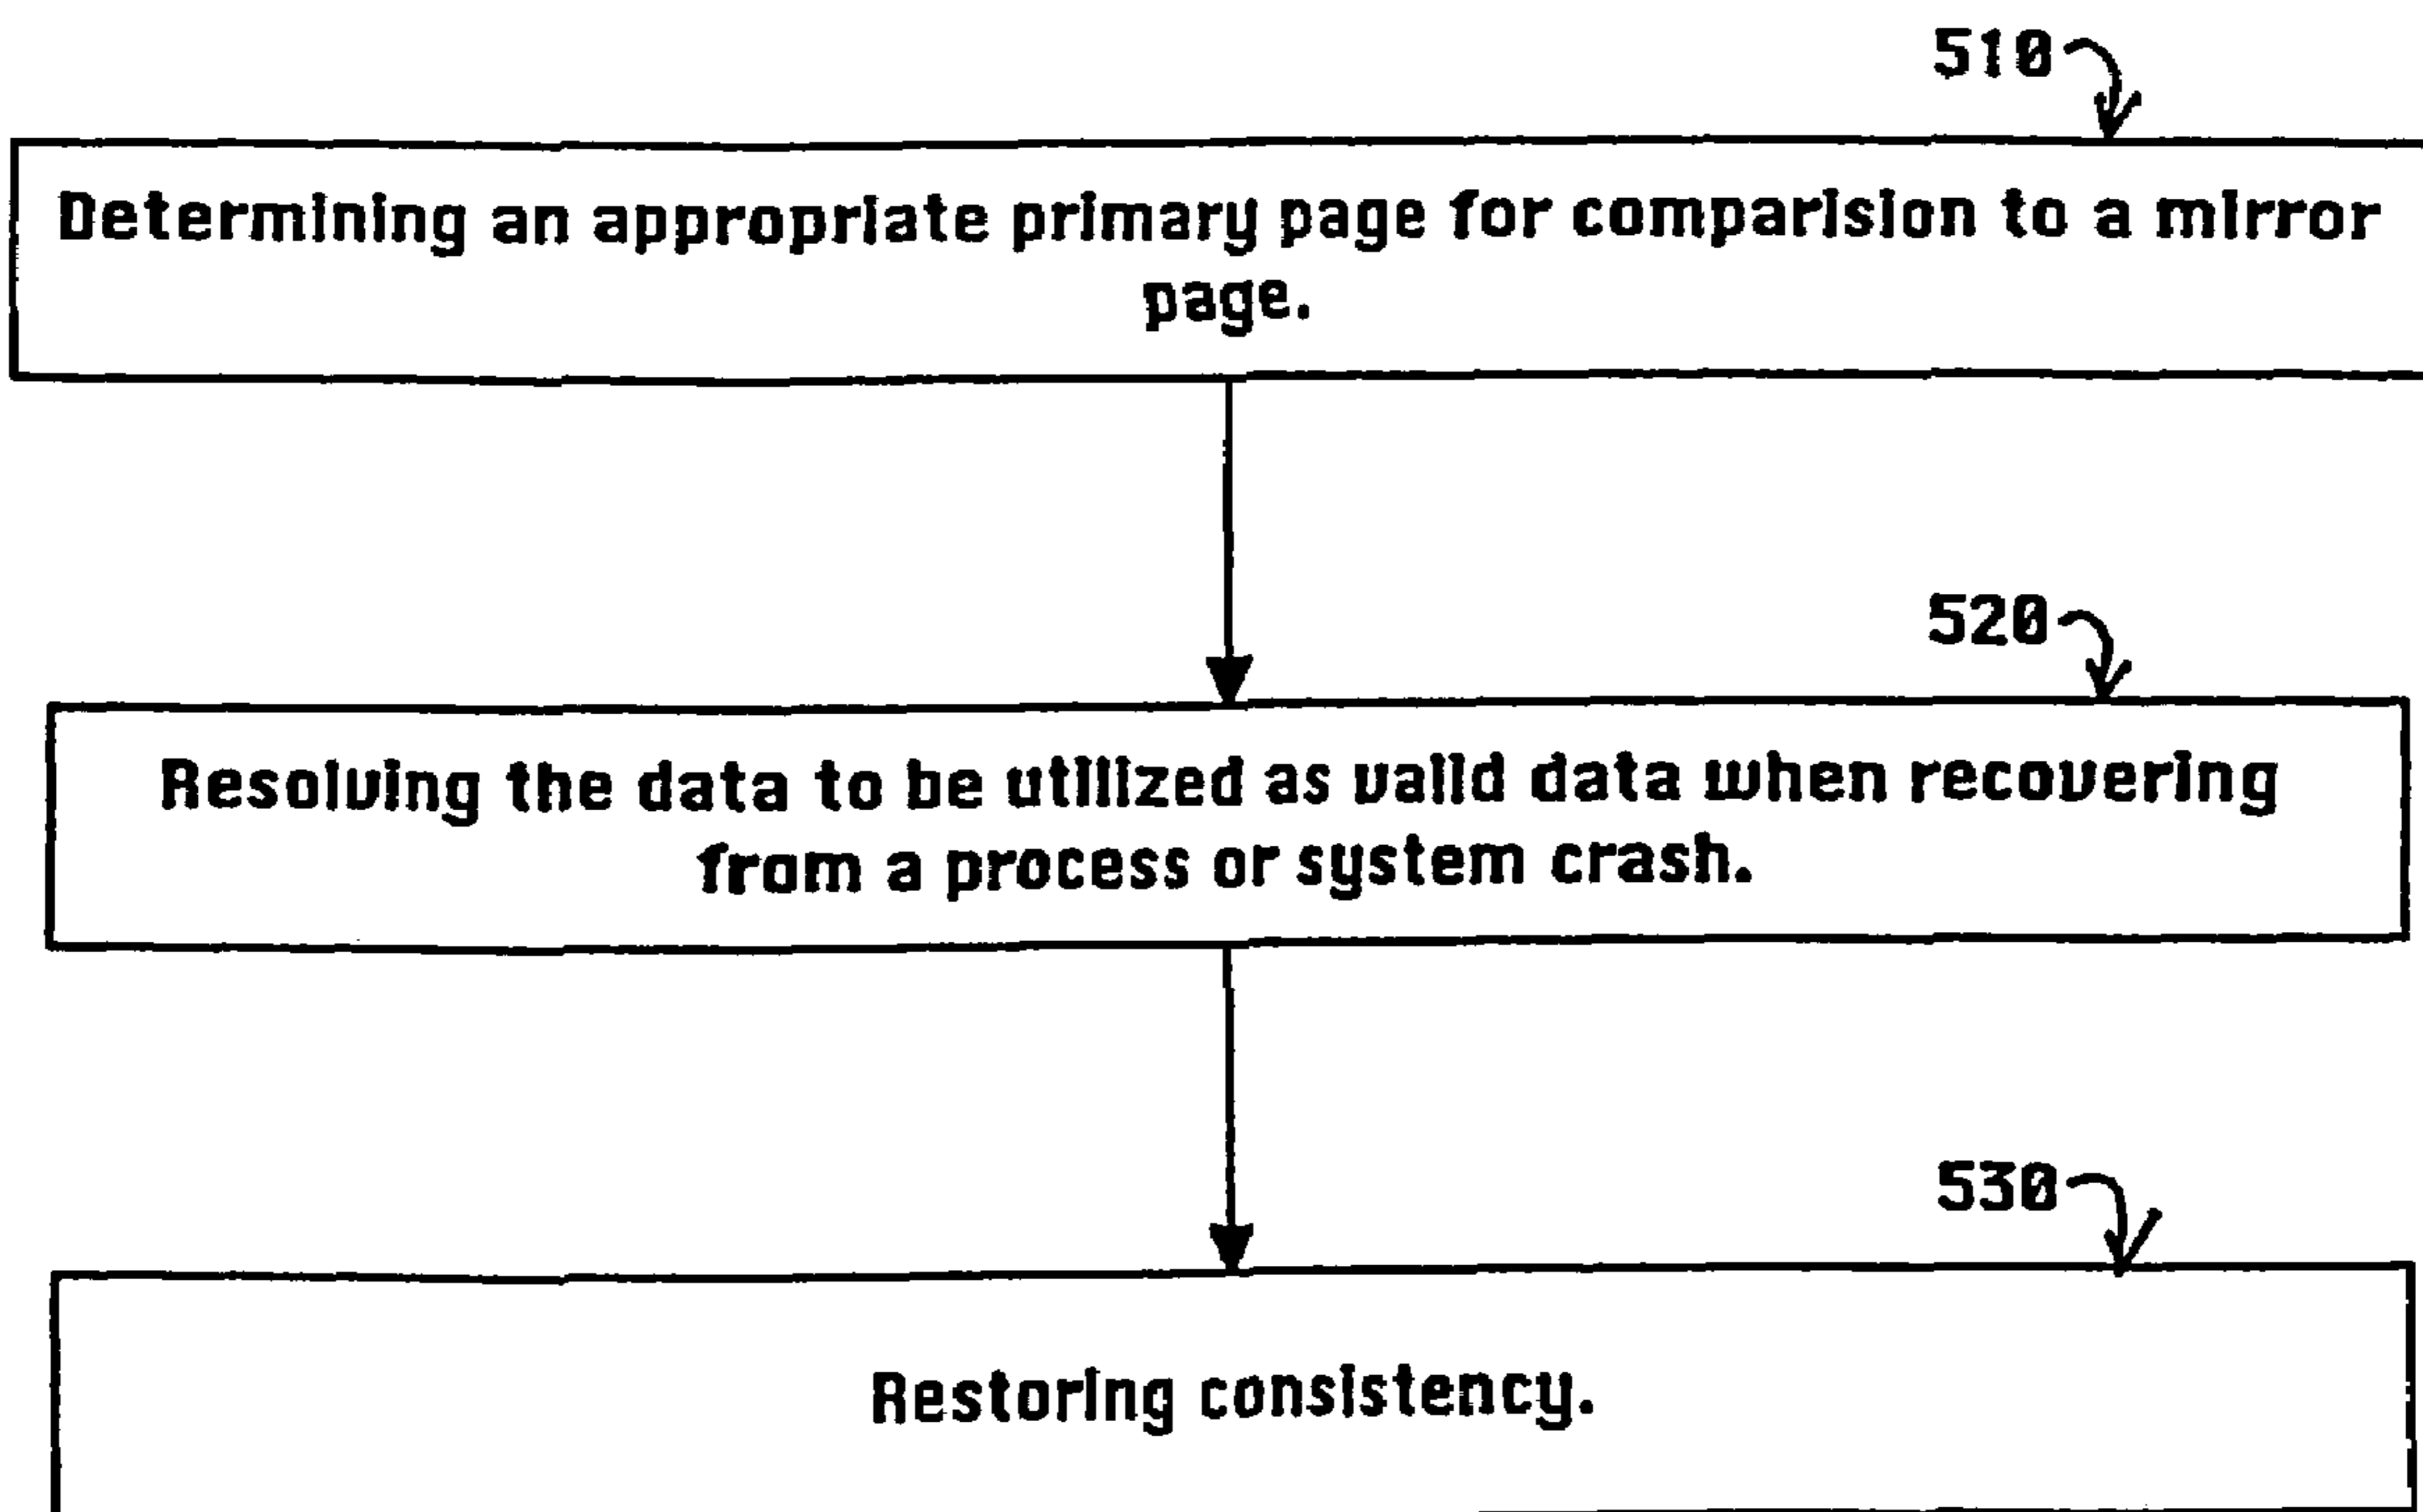 510
Determining an appropriate primary page for comparision to a mirror
page.
520
Resolving the data to be utilized as valid data when recovering
from a process or system crash.
530
Restoring consistency.